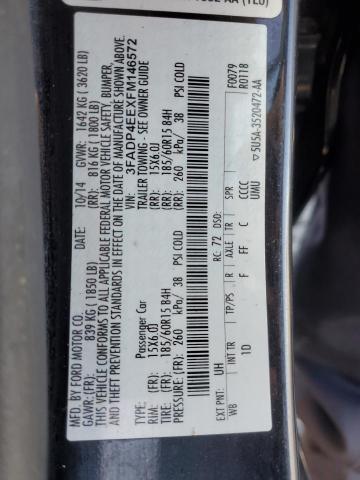 MFD. BY FORD MOTOR CO.
DATE: 10/14 GVWR: 1642 KG ( 3620 LB)
GAWR:(FR): 839 KG (1850 LB) (RR): 816 KG (1800 LB)
THIS VEHICLE CONFORMS TO ALL APPLICABLE FEDERAL MOTOR VEHICLE SAFETY, BUMPER,
AND THEFT PREVENTION STANDARDS IN EFFECT ON THE DATE OF MANUFACTURE SHOWN ABOVE.
VIN: 3FADP4EEXFM146572
Passenger Car TRAILER TOWING - SEE OWNER GUIDE
RIM: (FR): 15X6.0J (RR): 15X6.0J
TIRE: (FR): 185/60R15 84H (RR): 185/60R15 84H
PRESSURE:(FR): 260 kPa/ 38 PSI COLD (RR): 260 kPa/ 38 PSI COLD
F0079
EXT PNT: UH RC: 72 DSO: R0118
WB INT TR TP/PS R AXLE TR SPR
1D F FF C CCCC
UMU
5U5A-3520472-AA